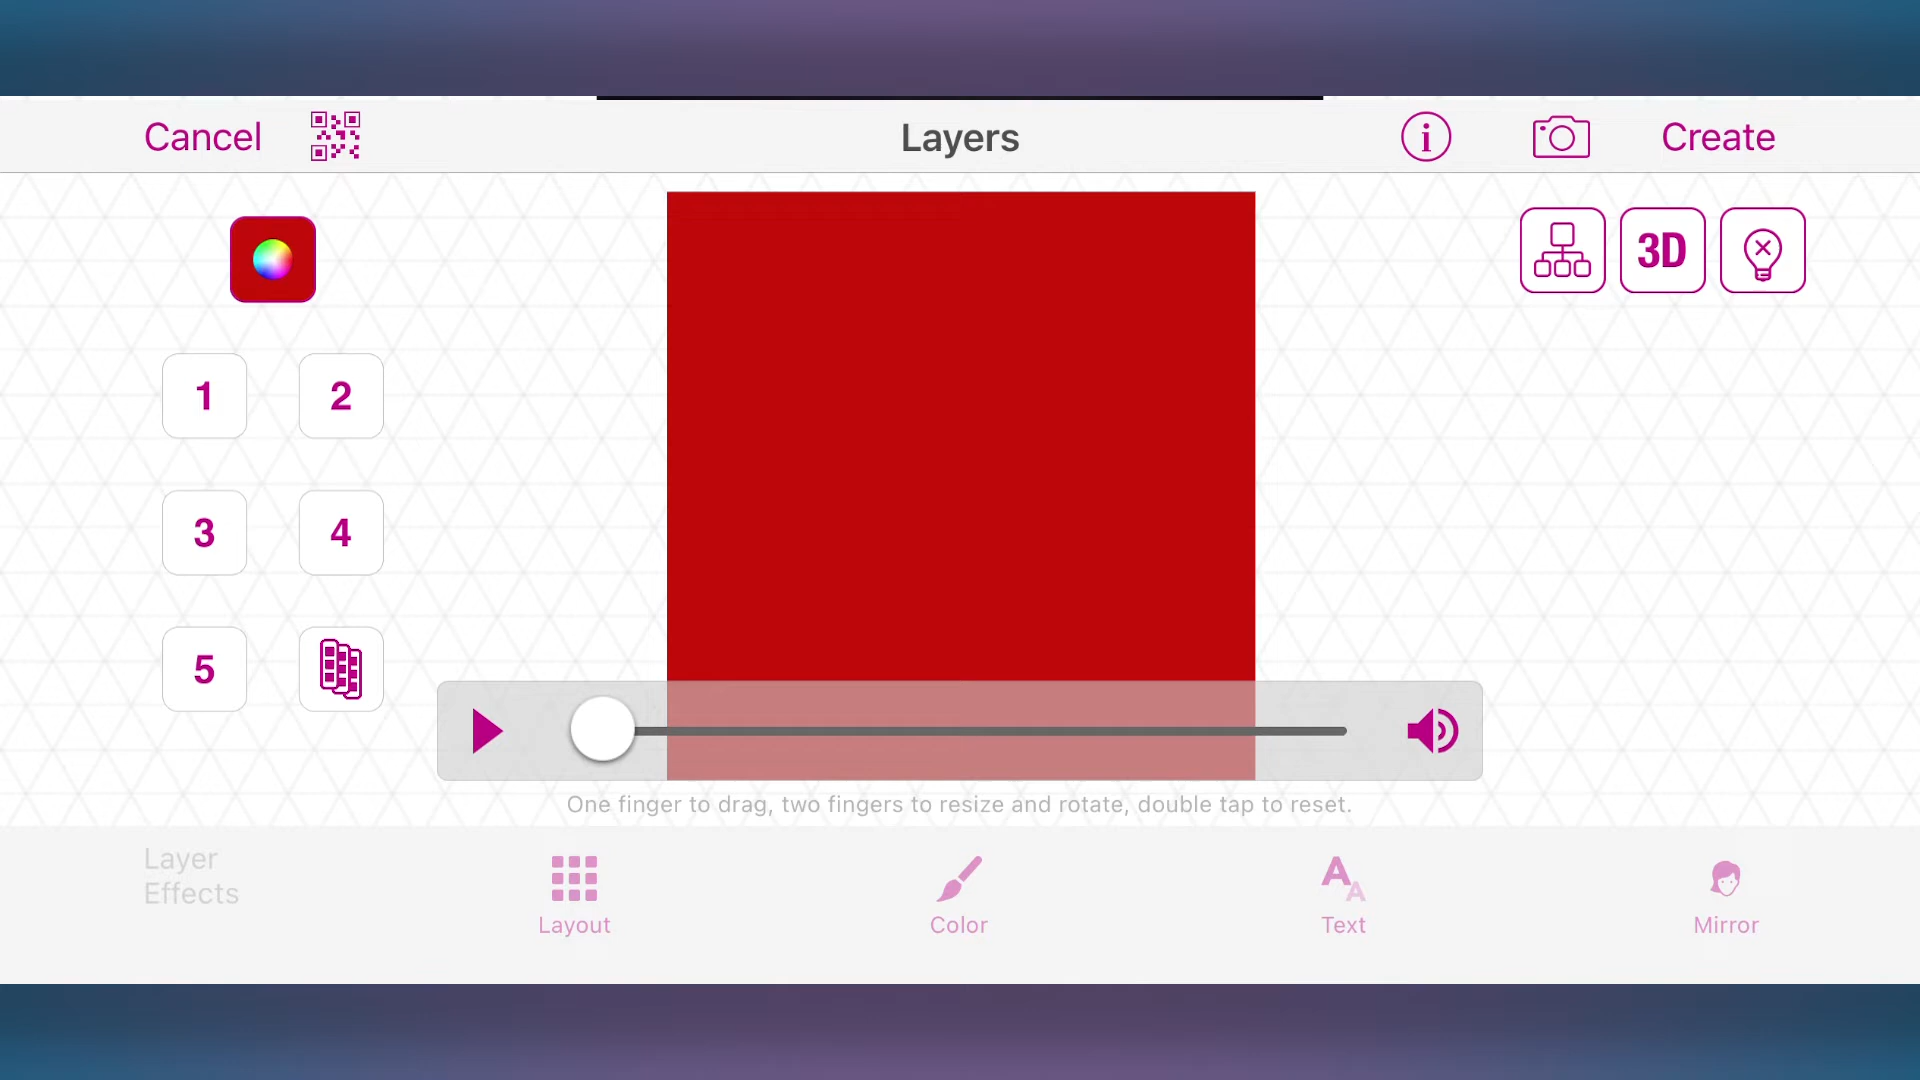 Cancel
Layers
i
Create
3D
1
2
3
4
5
One finger to drag, two fingers to resize and rotate, double tap to reset.
Layer
Effects
Layout
Color
A A
Text
Mirror